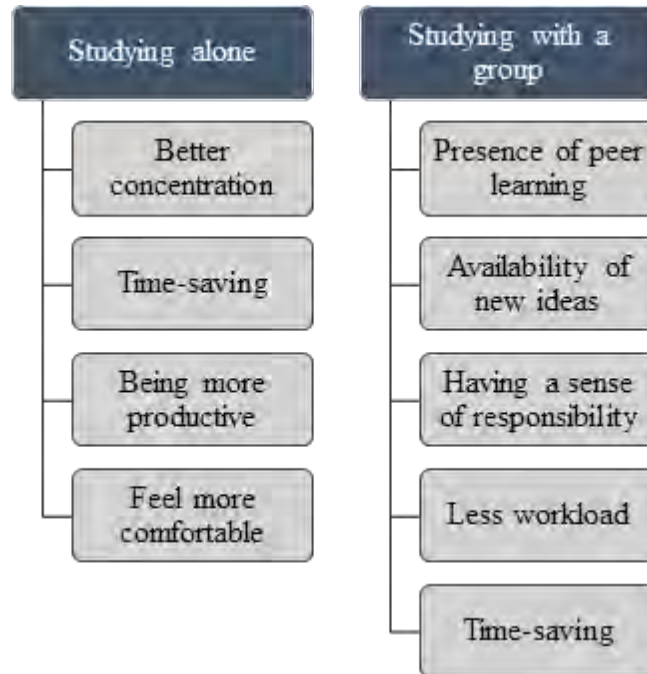 Studying alone
Better
concentration
Time-saving
Being more
productive
Feel more
comfortable
Studying with a
group
Presence of peer
learning
Availability of
new ideas
Having a sense
of responsibility
Less workload
Time-saving